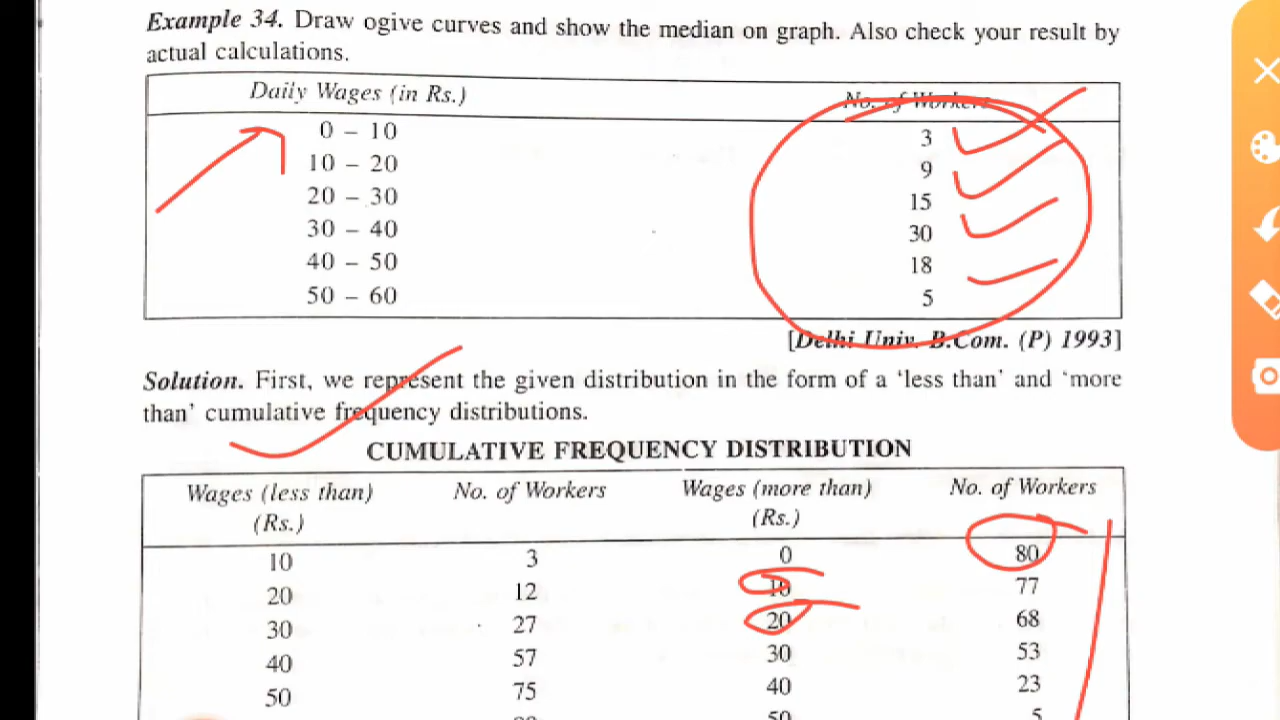 Example 34. Draw ogive curves and show the median on graph. Also check your result by
actual calculations.
Daily Wages (in Rs.) No. of Workers
0 – 10 3
10 – 20 9
20 – 30 15
30 – 40 30
40 – 50 18
50 – 60 5
[Delhi Univ. B.Com. (P) 1993]
Solution. First, we represent the given distribution in the form of a ‘less than’ and ‘more
than’ cumulative frequency distributions.
CUMULATIVE FREQUENCY DISTRIBUTION
Wages (less than) No. of Workers Wages (more than) No. of Workers
(Rs.) (Rs.)
10 3 0 80
20 12 10 77
30 27 20 68
40 57 30 53
50 75 40 23
50 5